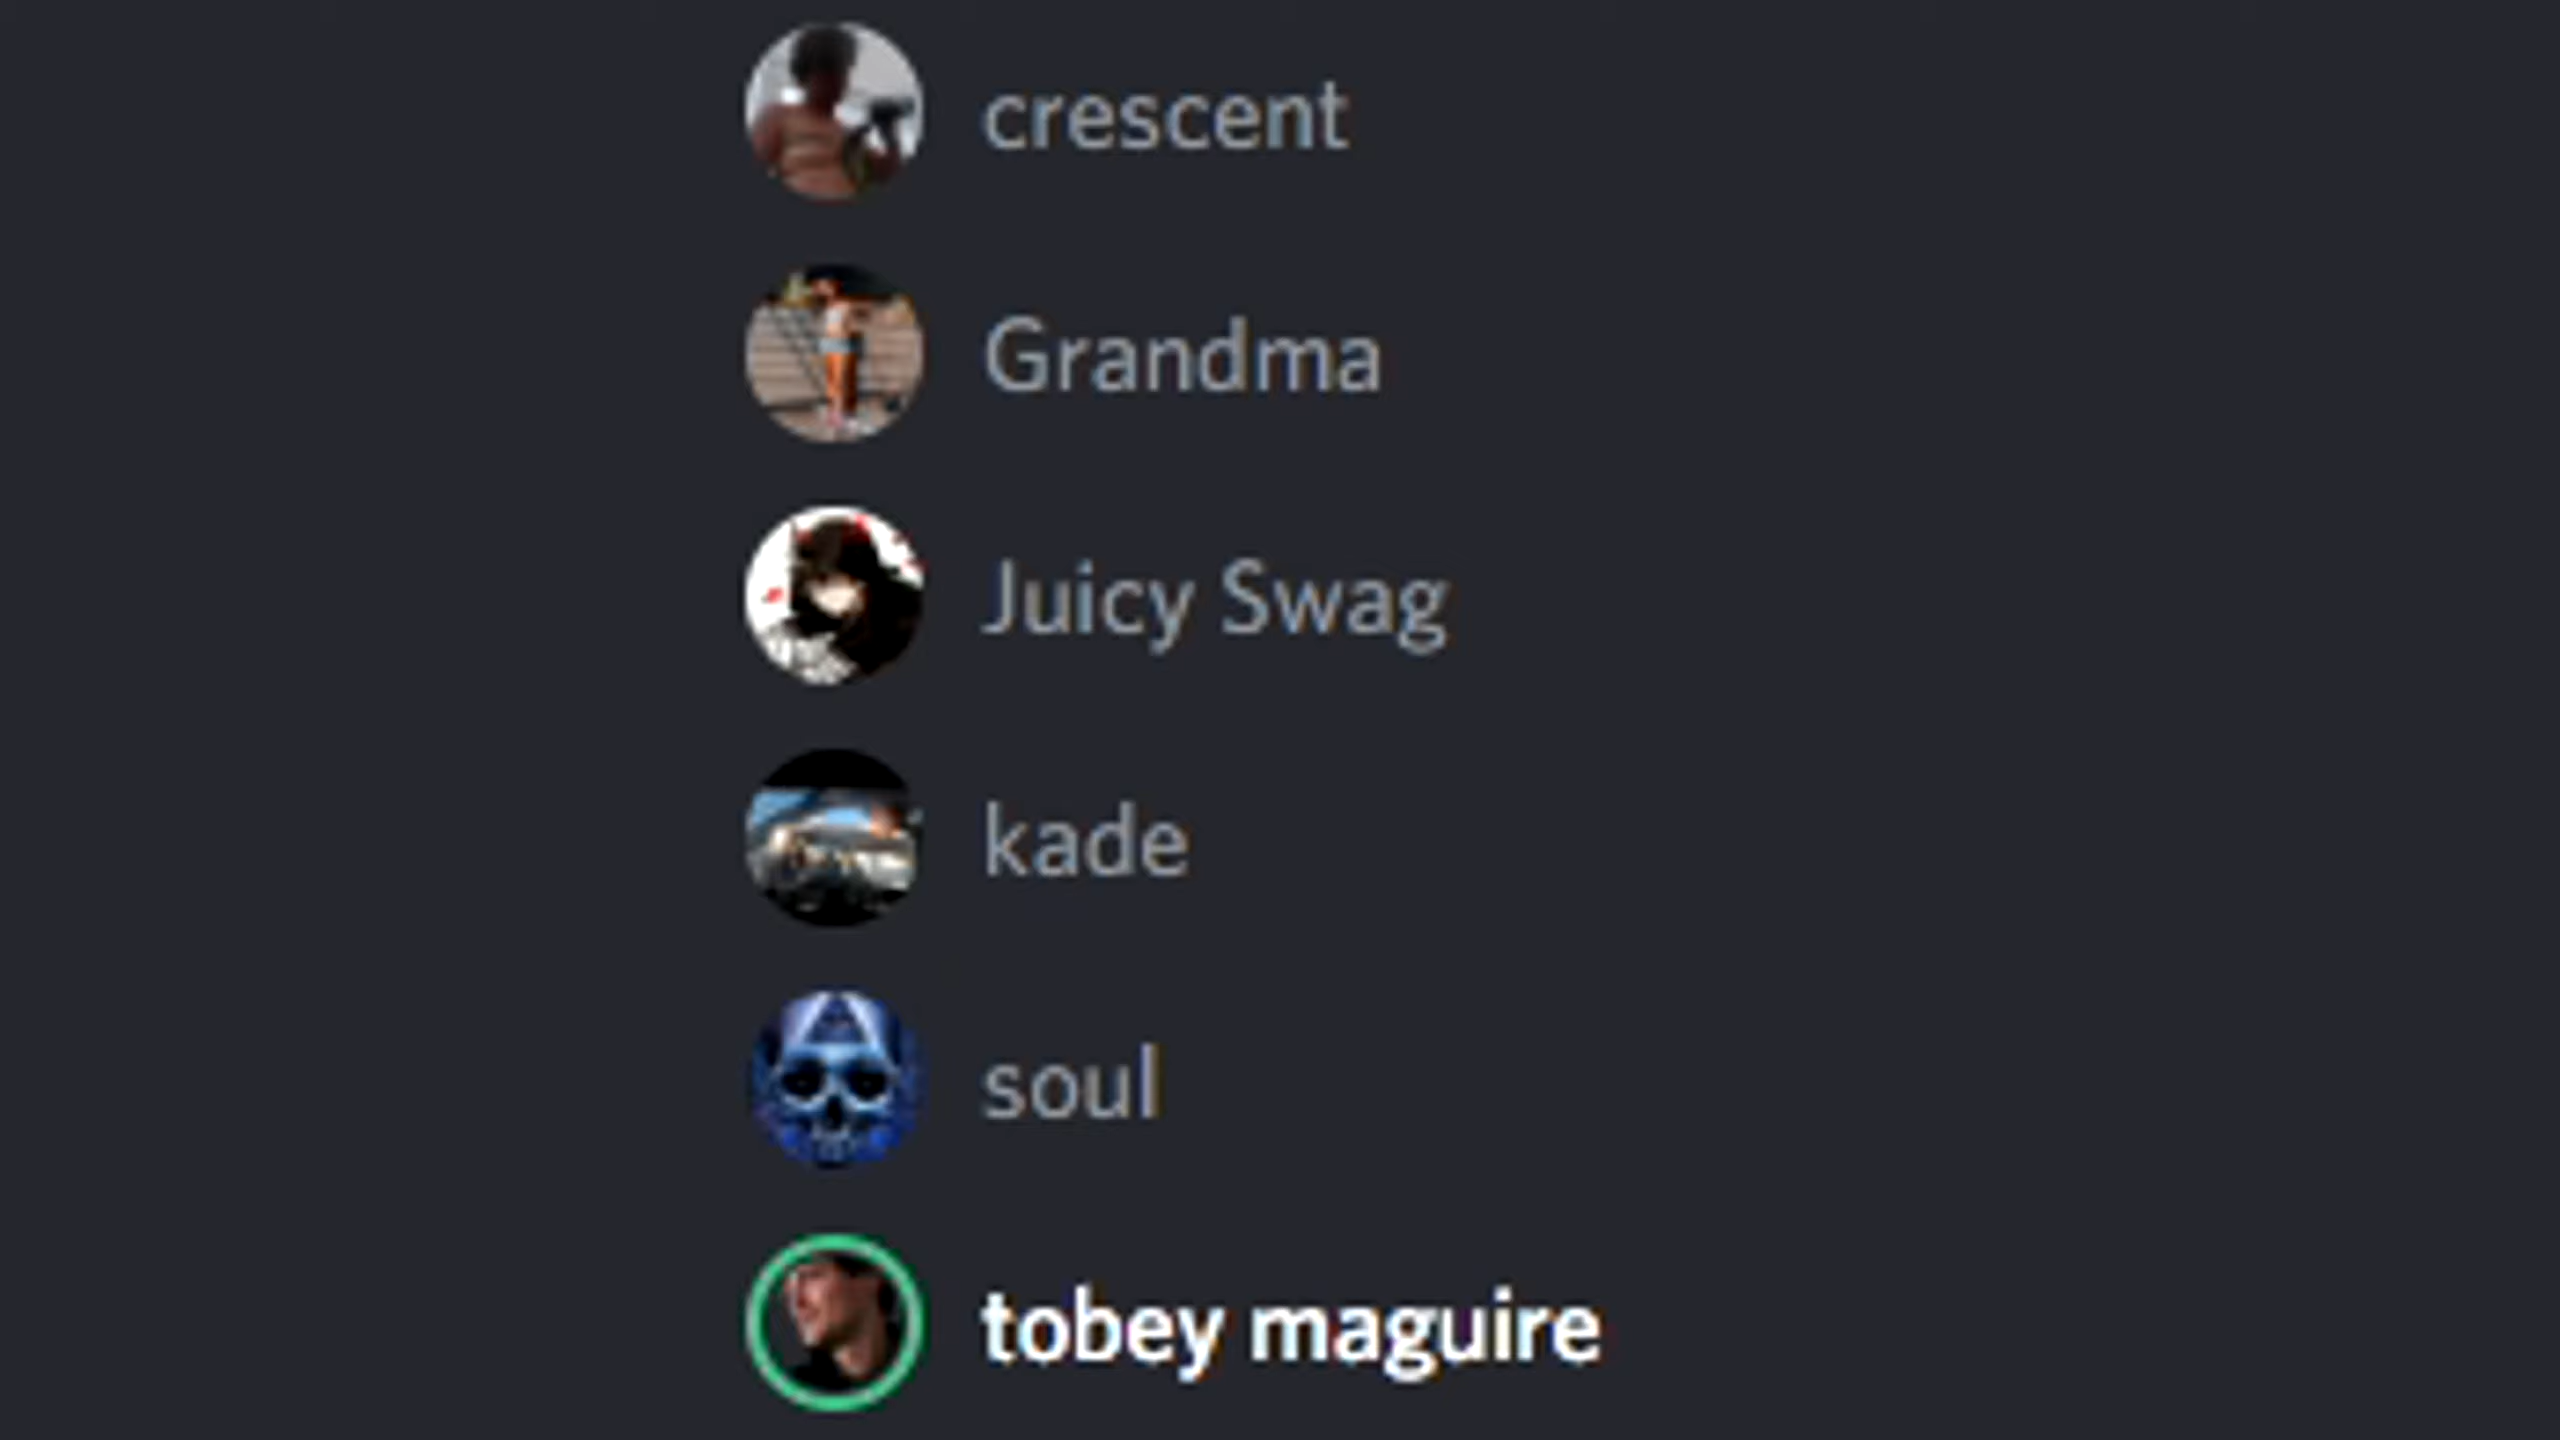 crescent
Grandma
Juicy Swag
kade
soul
tobey maguire